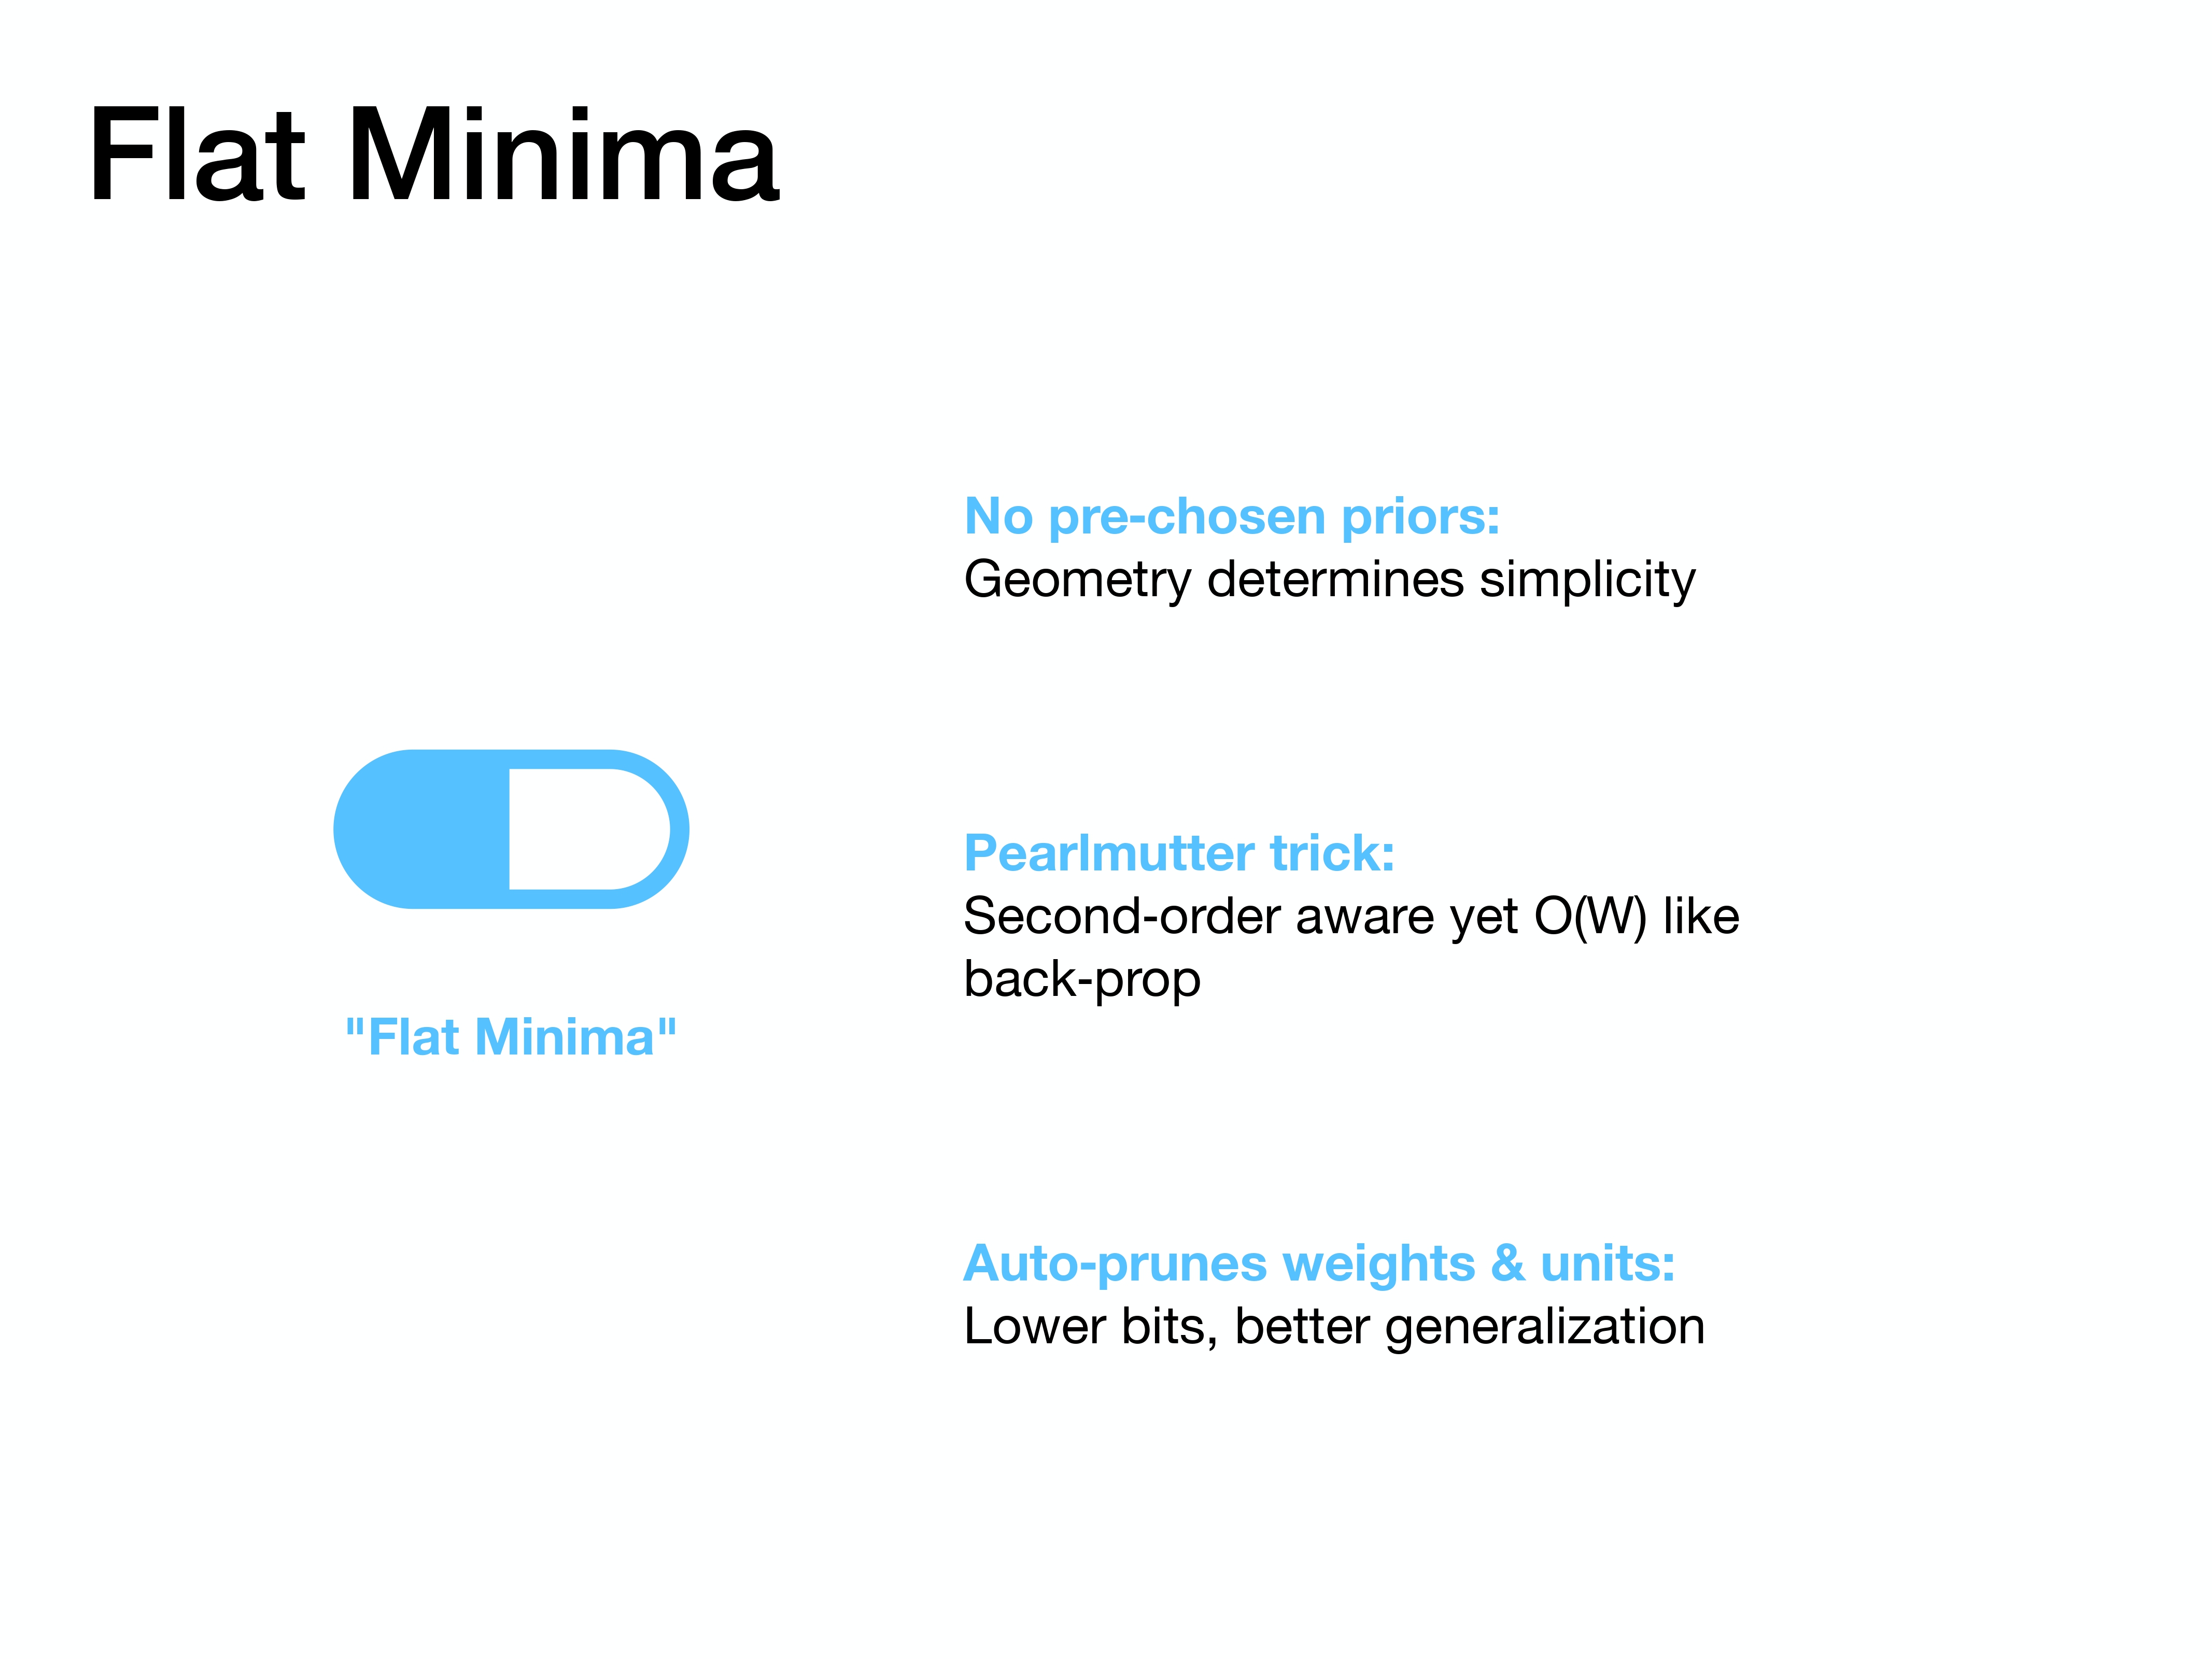 Flat Minima
No pre-chosen priors:
Geometry determines simplicity
Pearlmutter trick:
Second-order aware yet O(W) like
back-prop
"Flat Minima"
Auto-prunes weights & units:
Lower bits, better generalization